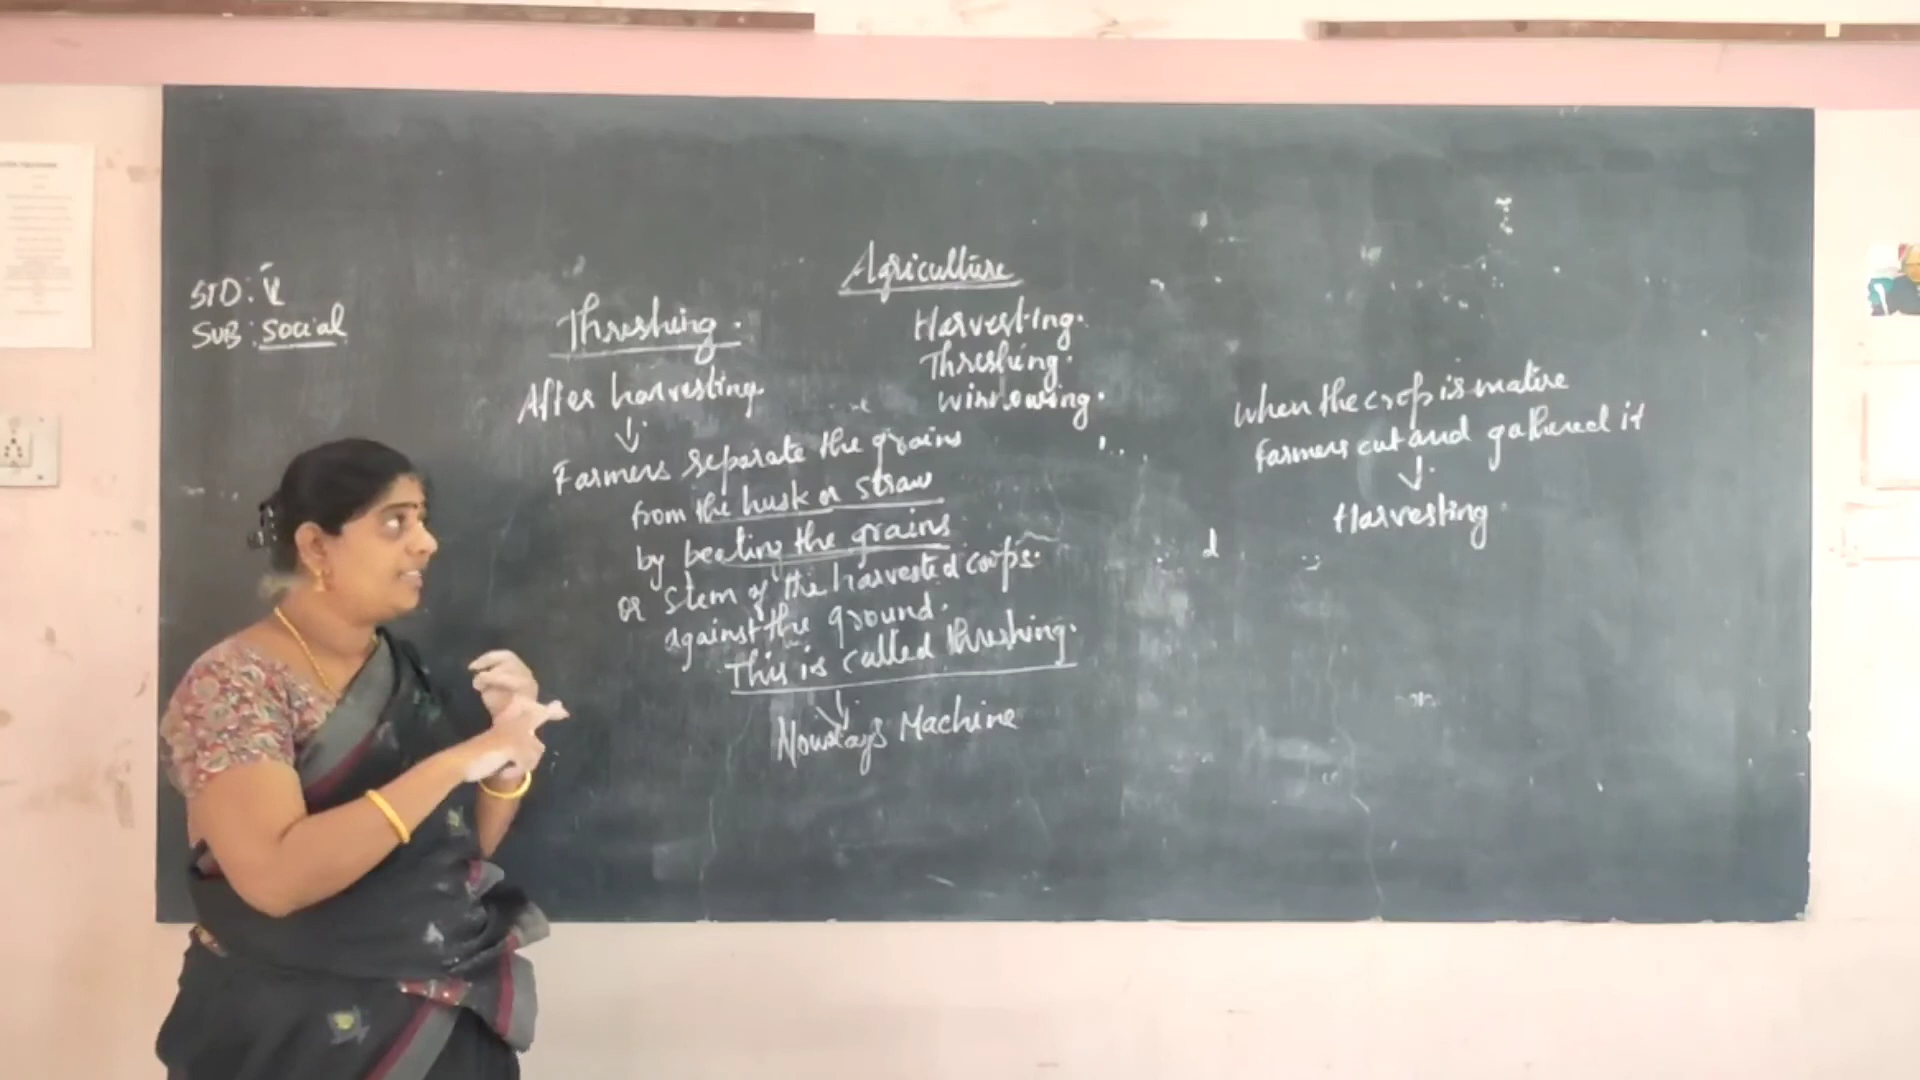 Agriculture
STD: V
SUB: Social
Threshing.
After harvesting.
↓
Farmers separate the grains
from the husk or straw
by beating the grains
or stem of the harvested corps.
against the ground.
This is called threshing.
↓
Nowdays Machine
Harvesting.
Threshing.
winnowing.
When the crop is mature
farmers cut and gathered it
↓
Harvesting